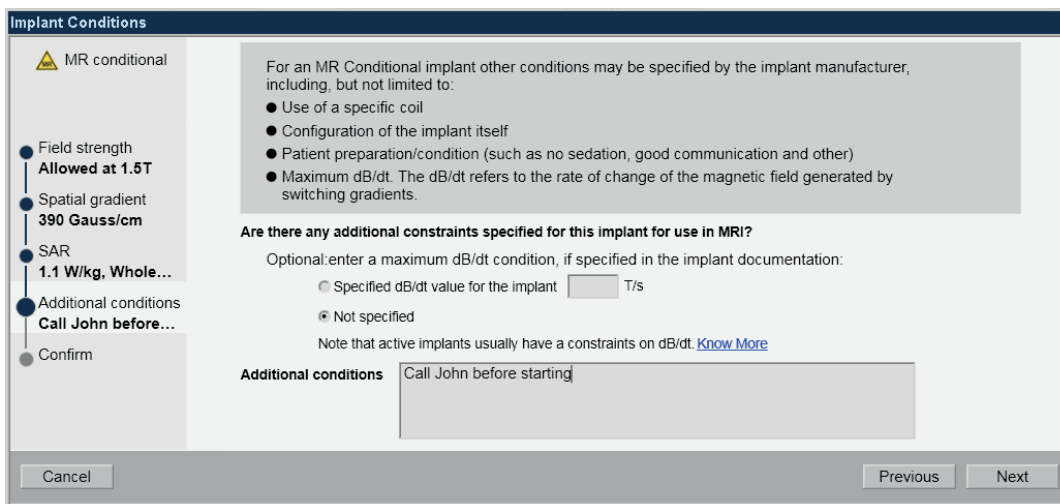 Implant Conditions
MR
MR conditional
Field strength
Allowed at 1.5T
Spatial gradient
390 Gauss/cm
SAR
1.1 W/kg, Whole...
Additional conditions
Call John before...
Confirm
For an MR Conditional implant other conditions may be specified by the implant manufacturer,
including, but not limited to:
● Use of a specific coil
● Configuration of the implant itself
● Patient preparation/condition (such as no sedation, good communication and other)
● Maximum dB/dt. The dB/dt refers to the rate of change of the magnetic field generated by
switching gradients.
Are there any additional constraints specified for this implant for use in MRI?
Optional:enter a maximum dB/dt condition, if specified in the implant documentation:
Specified dB/dt value for the implant T/s
Not specified
Note that active implants usually have a constraints on dB/dt. Know More
Additional conditions Call John before starting
Cancel Previous Next